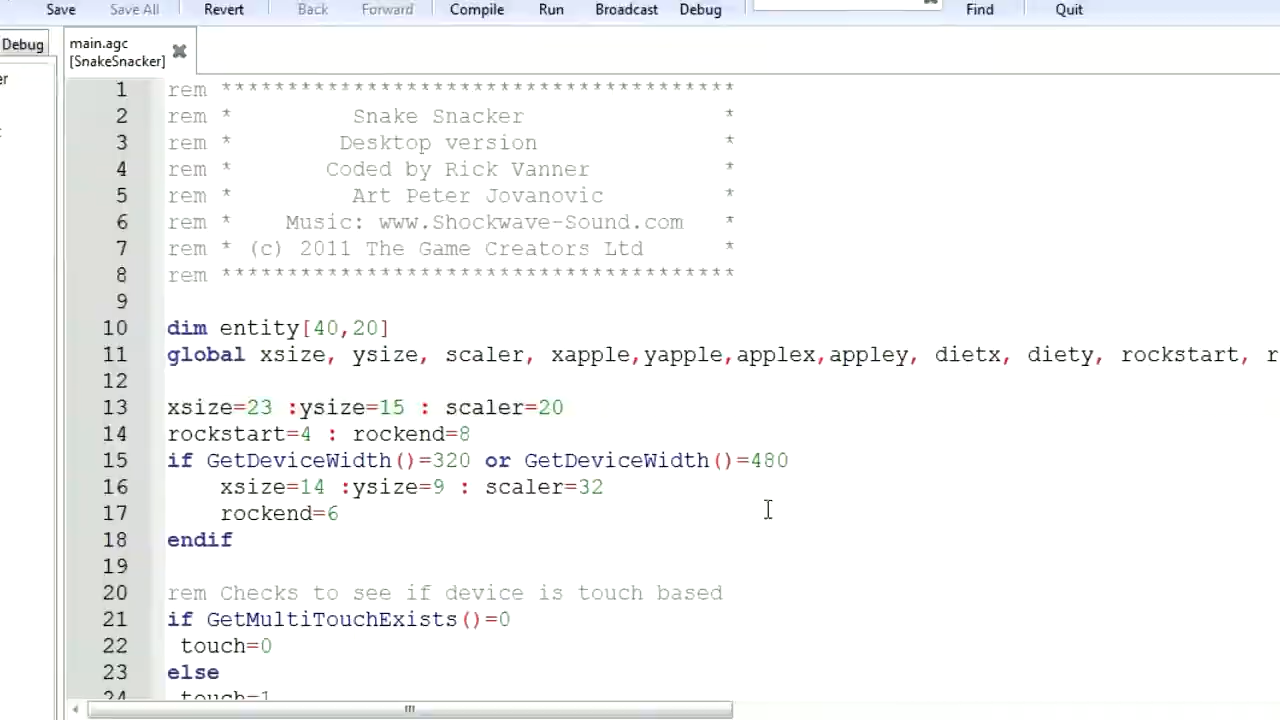 Save Save All Revert Back Forward Compile Run Broadcast Debug Find Quit
Debug
main.agc
[SnakeSnacker]
1 rem ***************************************
2 rem * Snake Snacker *
3 rem * Desktop version *
4 rem * Coded by Rick Vanner *
5 rem * Art Peter Jovanovic *
6 rem * Music: www.Shockwave-Sound.com *
7 rem * (c) 2011 The Game Creators Ltd *
8 rem ***************************************
9
10 dim entity[40,20]
11 global xsize, ysize, scaler, xapple,yapple,applex,appley, dietx, diety, rockstart, r
12
13 xsize=23 :ysize=15 : scaler=20
14 rockstart=4 : rockend=8
15 if GetDeviceWidth()=320 or GetDeviceWidth()=480
16 xsize=14 :ysize=9 : scaler=32
17 rockend=6
18 endif
19
20 rem Checks to see if device is touch based
21 if GetMultiTouchExists()=0
22 touch=0
23 else
24 touch=1